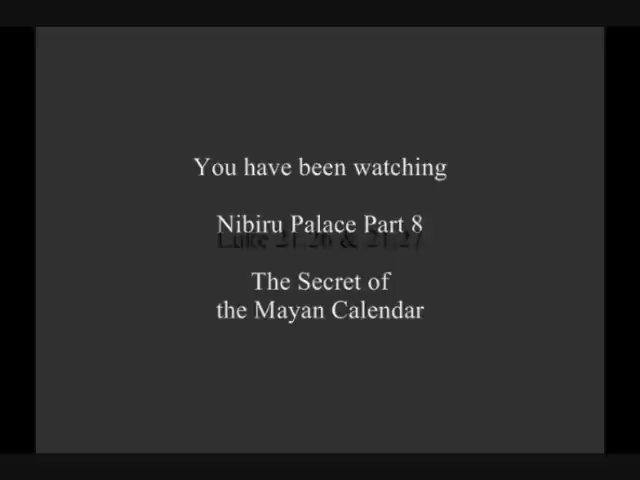 You have been watching
Nibiru Palace Part 8
Luke 21.26 & 21.27
The Secret of
the Mayan Calendar